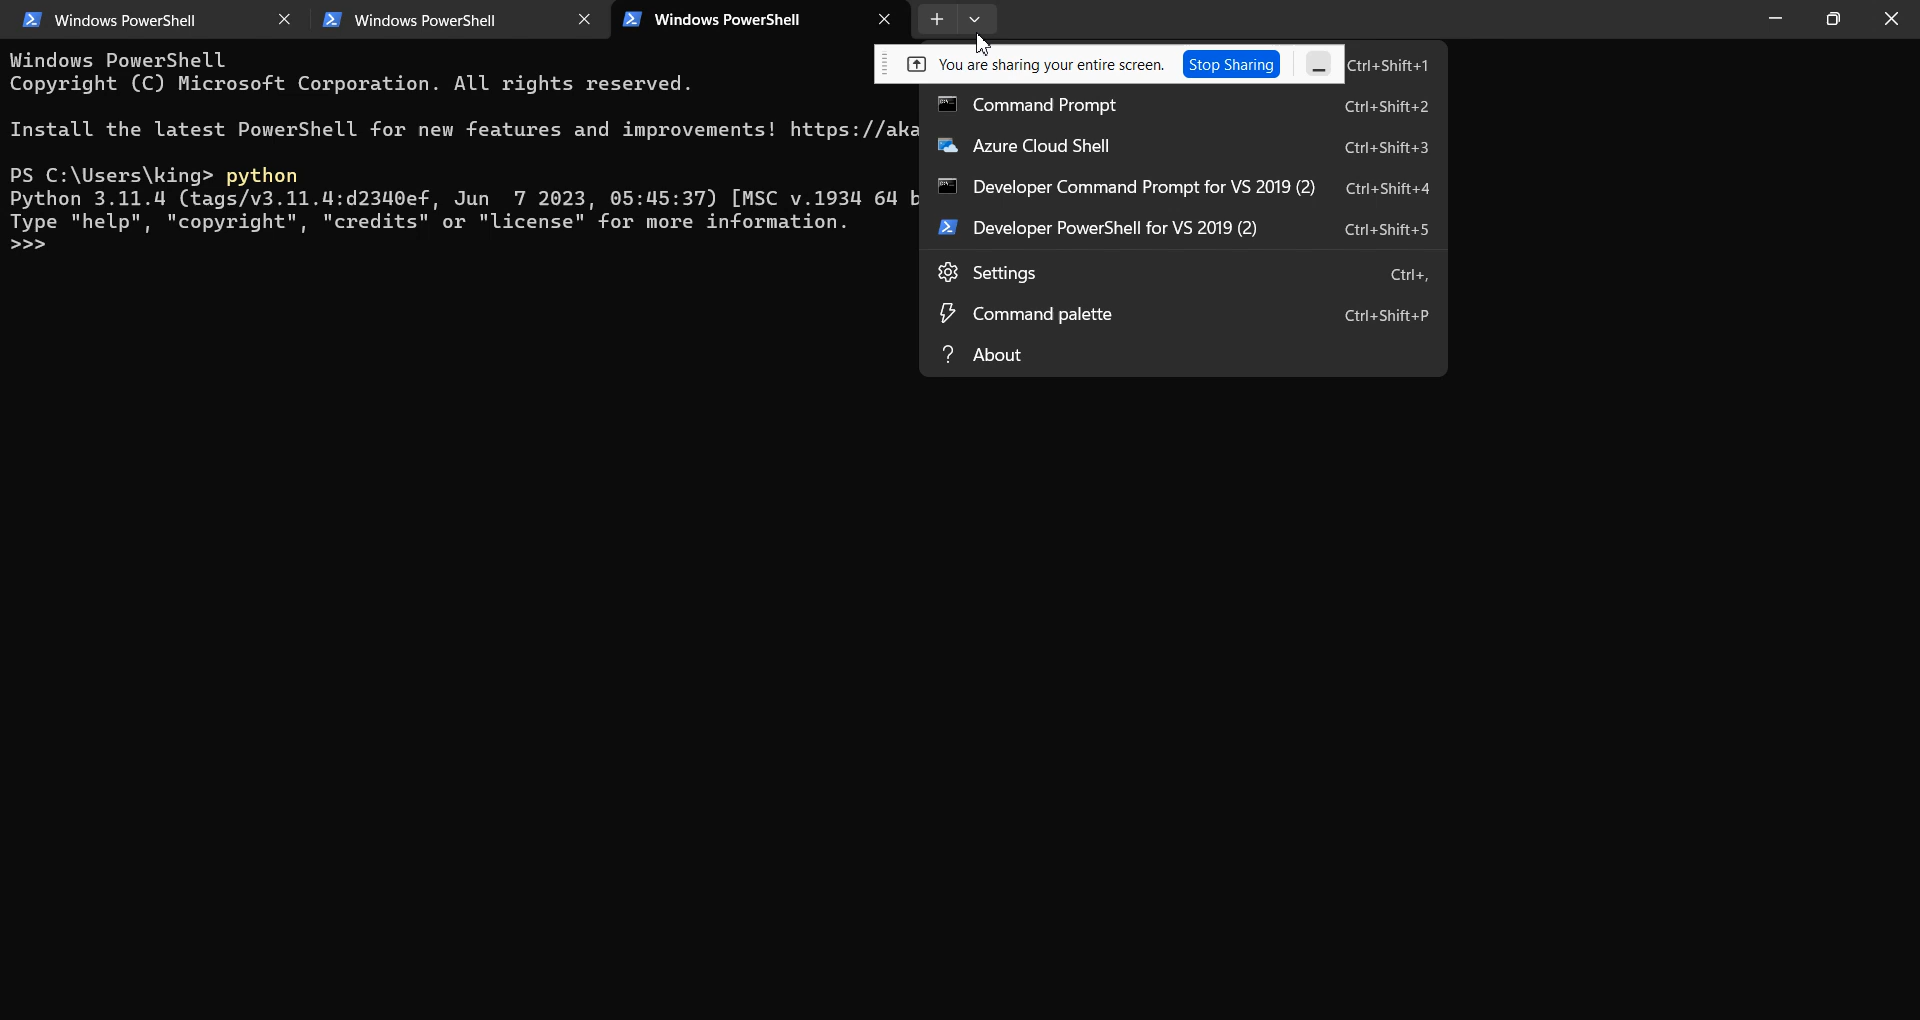 Windows PowerShell
Windows PowerShell
Windows PowerShell
Windows PowerShell
Copyright (C) Microsoft Corporation. All rights reserved.
Install the latest PowerShell for new features and improvements! https://aka
PS C:\Users\king> python
Python 3.11.4 (tags/v3.11.4:d2340ef, Jun  7 2023, 05:45:37) [MSC v.1934 64 b
Type "help", "copyright", "credits" or "license" for more information.
>>>
You are sharing your entire screen.
Stop Sharing
Ctrl+Shift+1
Command Prompt Ctrl+Shift+2
Azure Cloud Shell Ctrl+Shift+3
Developer Command Prompt for VS 2019 (2) Ctrl+Shift+4
Developer PowerShell for VS 2019 (2) Ctrl+Shift+5
Settings Ctrl+,
Command palette Ctrl+Shift+P
? About